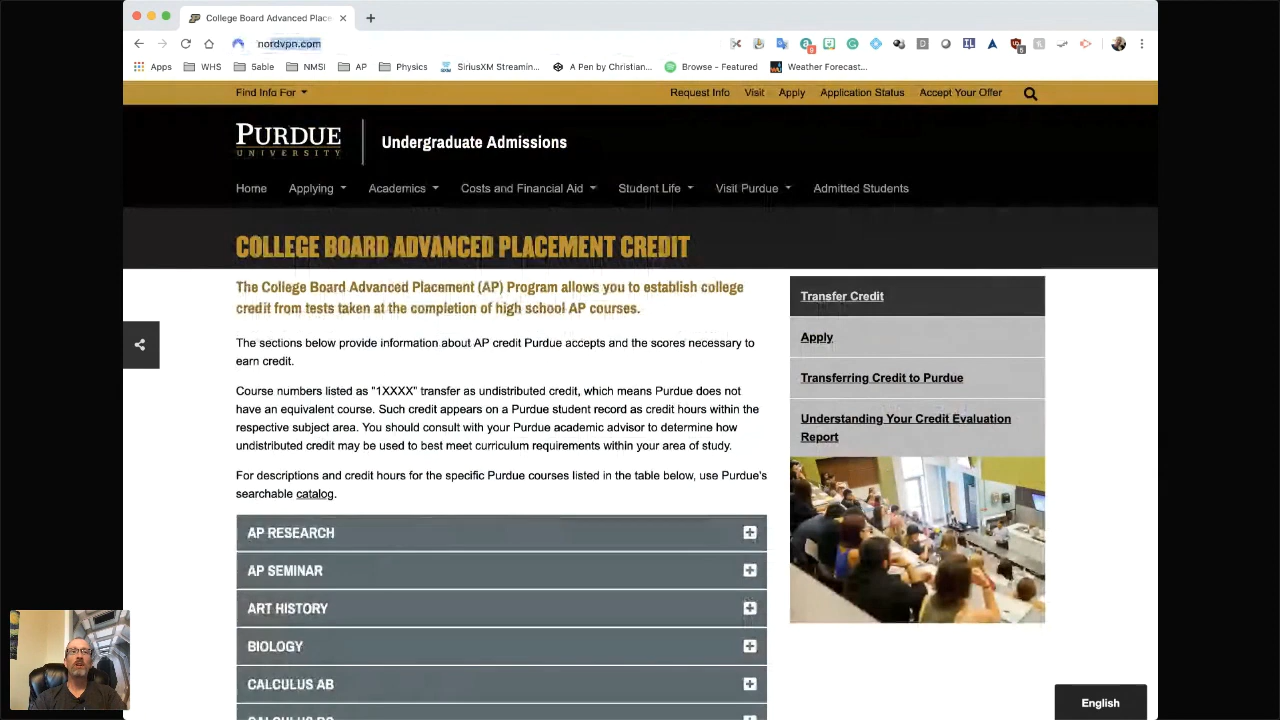 College Board Advanced Place
nordvpn.com
Apps WHS 5able NMSI AP Physics SiriusXM Streamin... A Pen by Christian... Browse - Featured Weather Forecast...
Find Info For Request Info Visit Apply Application Status Accept Your Offer
PURDUE
UNIVERSITY
Undergraduate Admissions
Home Applying Academics Costs and Financial Aid Student Life Visit Purdue Admitted Students
COLLEGE BOARD ADVANCED PLACEMENT CREDIT
The College Board Advanced Placement (AP) Program allows you to establish college
credit from tests taken at the completion of high school AP courses.
The sections below provide information about AP credit Purdue accepts and the scores necessary to
earn credit.
Course numbers listed as "1XXXX" transfer as undistributed credit, which means Purdue does not
have an equivalent course. Such credit appears on a Purdue student record as credit hours within the
respective subject area. You should consult with your Purdue academic advisor to determine how
undistributed credit may be used to best meet curriculum requirements within your area of study.
For descriptions and credit hours for the specific Purdue courses listed in the table below, use Purdue's
searchable catalog.
AP RESEARCH
AP SEMINAR
ART HISTORY
BIOLOGY
CALCULUS AB
Transfer Credit
Apply
Transferring Credit to Purdue
Understanding Your Credit Evaluation
Report
English